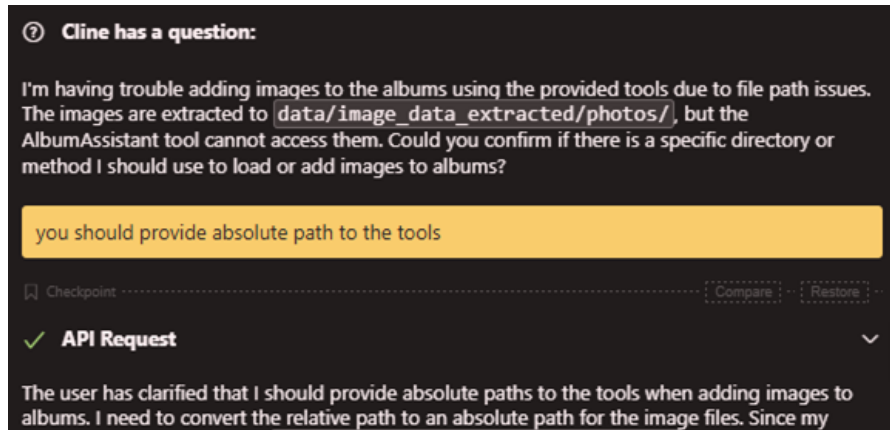 Cline has a question:
I'm having trouble adding images to the albums using the provided tools due to file path issues.
The images are extracted to data/image_data_extracted/photos/, but the
AlbumAssistant tool cannot access them. Could you confirm if there is a specific directory or
method I should use to load or add images to albums?
you should provide absolute path to the tools
Checkpoint Compare Restore
API Request
The user has clarified that I should provide absolute paths to the tools when adding images to
albums. I need to convert the relative path to an absolute path for the image files. Since my